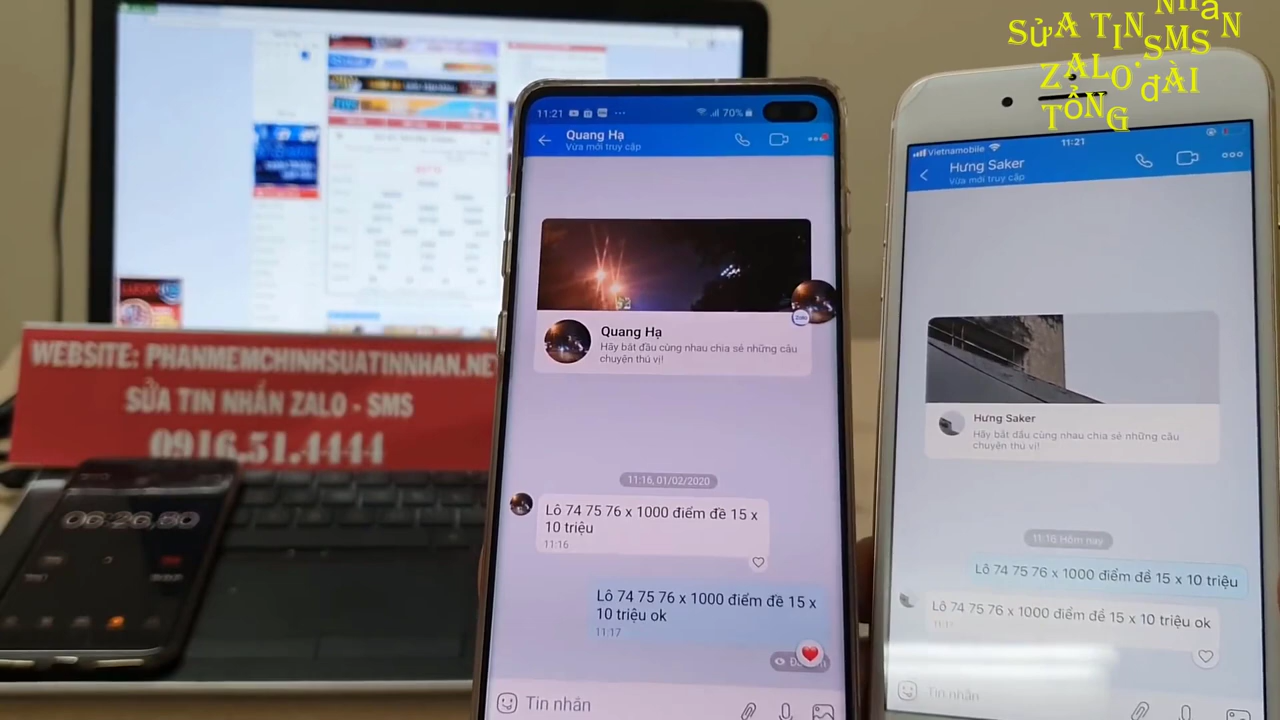 SỬA TIN NHẮN
ZALO.SMS
TỔNG ĐÀI
WEBSITE: PHANMEMCHINHSUATINNHAN.NE
SỬA TIN NHẮN ZALO - SMS
0916.51.4444
06:26,50
11:21
70%
Quang Hạ
Vừa mới truy cập
Zalo
Quang Hạ
Hãy bắt đầu cùng nhau chia sẻ những câu
chuyện thú vị!
11:16, 01/02/2020
Lô 74 75 76 x 1000 điểm đề 15 x
10 triệu
11:16
Lô 74 75 76 x 1000 điểm đề 15 x
10 triệu ok
11:17
Tin nhắn
Vietnamobile
11:21
Hưng Saker
Vừa mới truy cập
Hưng Saker
Hãy bắt đầu cùng nhau chia sẻ những câu
chuyện thú vị!
11:16 Hôm nay
Lô 74 75 76 x 1000 điểm đề 15 x 10 triệu
Lô 74 75 76 x 1000 điểm đề 15 x 10 triệu ok
Tin nhắn